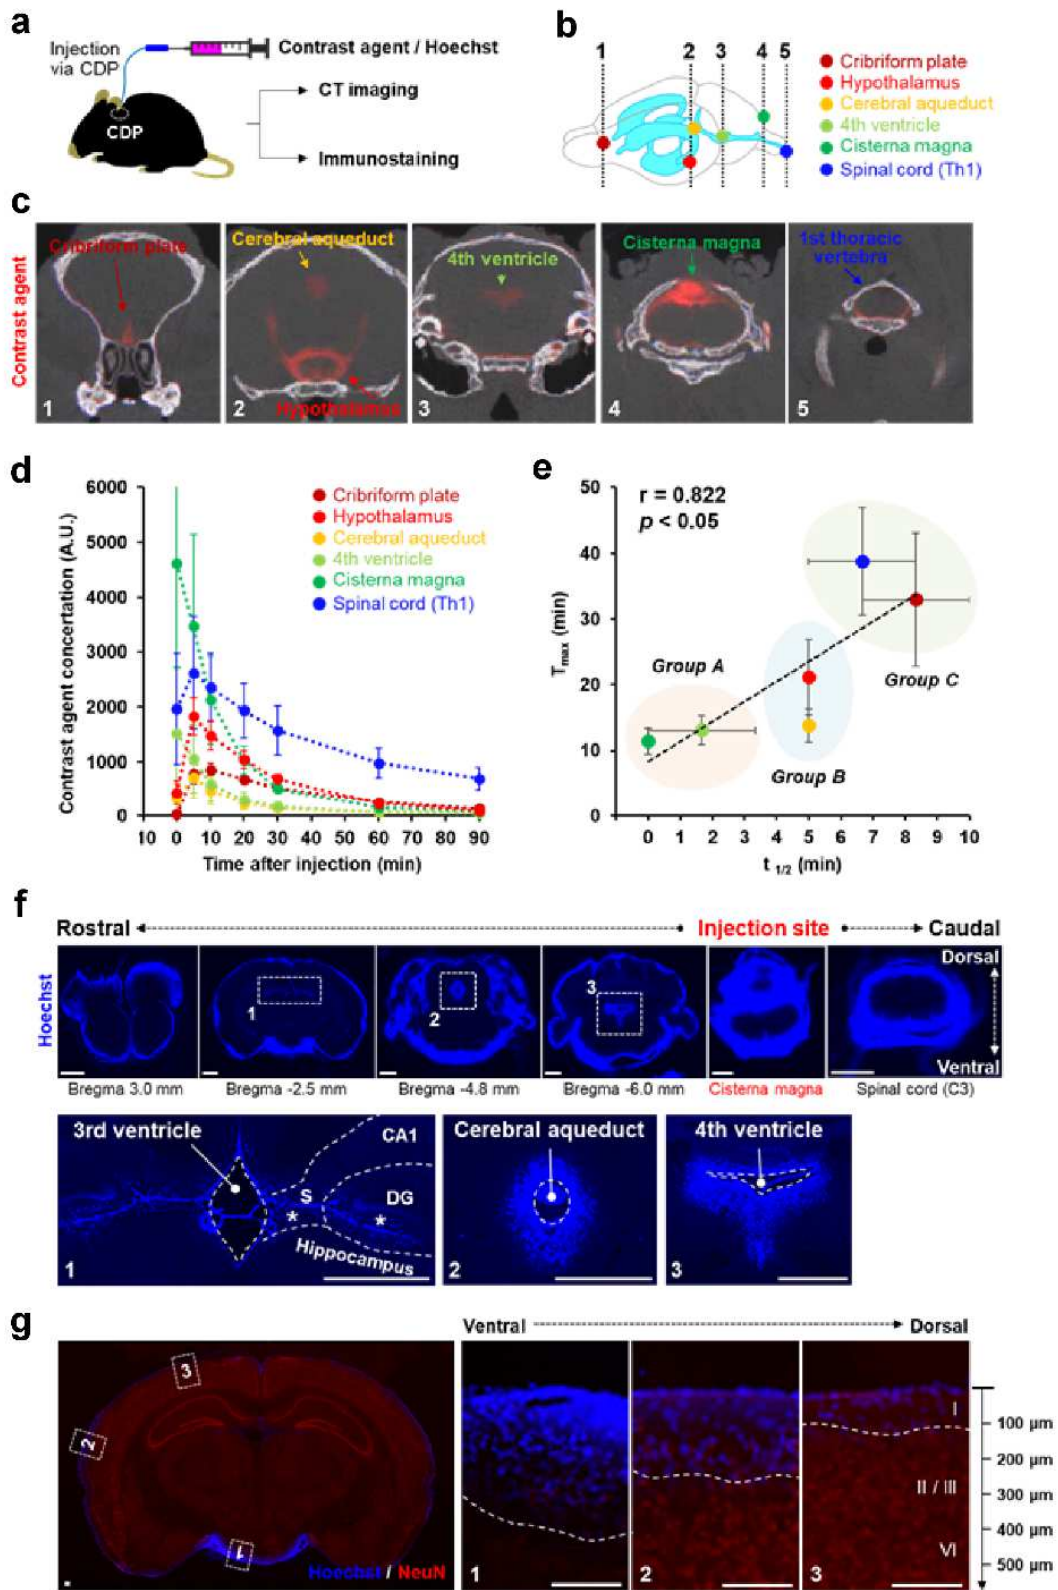 a
Injection
via CDP
Contrast agent / Hoechst
CT imaging
CDP
Immunostaining
b
1 2 3 4 5
Cribriform plate
Hypothalamus
Cerebral aqueduct
4th ventricle
Cisterna magna
Spinal cord (Th1)
c
Contrast agent
Cribriform plate
1
Cerebral aqueduct
Hypothalamus
2
4th ventricle
3
Cisterna magna
4
1st thoracic
vertebra
5
d
Contrast agent concertation (A.U.)
6000
5000
4000
3000
2000
1000
0
Cribriform plate
Hypothalamus
Cerebral aqueduct
4th ventricle
Cisterna magna
Spinal cord (Th1)
10 0 10 20 30 40 50 60 70 80 90
Time after injection (min)
e
Tmax (min)
50
40
30
20
10
0
r = 0.822
p < 0.05
Group A
Group B
Group C
0 1 2 3 4 5 6 7 8 9 10
t 1/2 (min)
f
Rostral
Injection site
Caudal
Hoechst
1
2
3
Dorsal
Ventral
Bregma 3.0 mm
Bregma -2.5 mm
Bregma -4.8 mm
Bregma -6.0 mm
Cisterna magna
Spinal cord (C3)
3rd ventricle
CA1
S
DG
*
*
Hippocampus
1
Cerebral aqueduct
2
4th ventricle
3
g
Ventral
Dorsal
3
2
1
Hoechst / NeuN
1
2
3
I
II / III
VI
100 µm
200 µm
300 µm
400 µm
500 µm